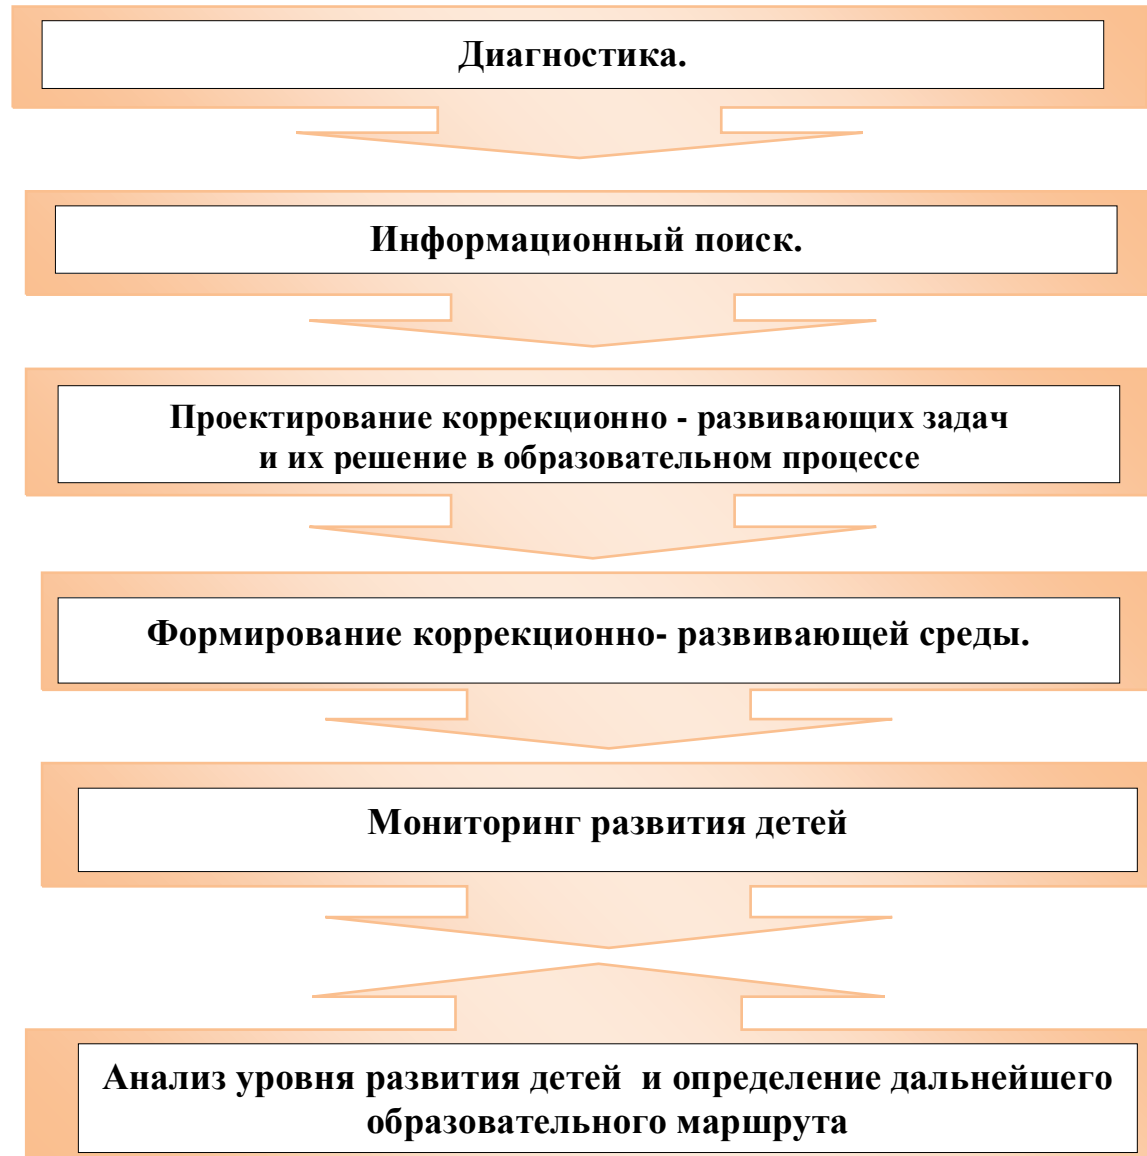 Диагностика.
Информационный поиск.
Проектирование коррекционно - развивающих задач
и их решение в образовательном процессе
Формирование коррекционно- развивающей среды.
Мониторинг развития детей
Анализ уровня развития детей и определение дальнейшего
образовательного маршрута